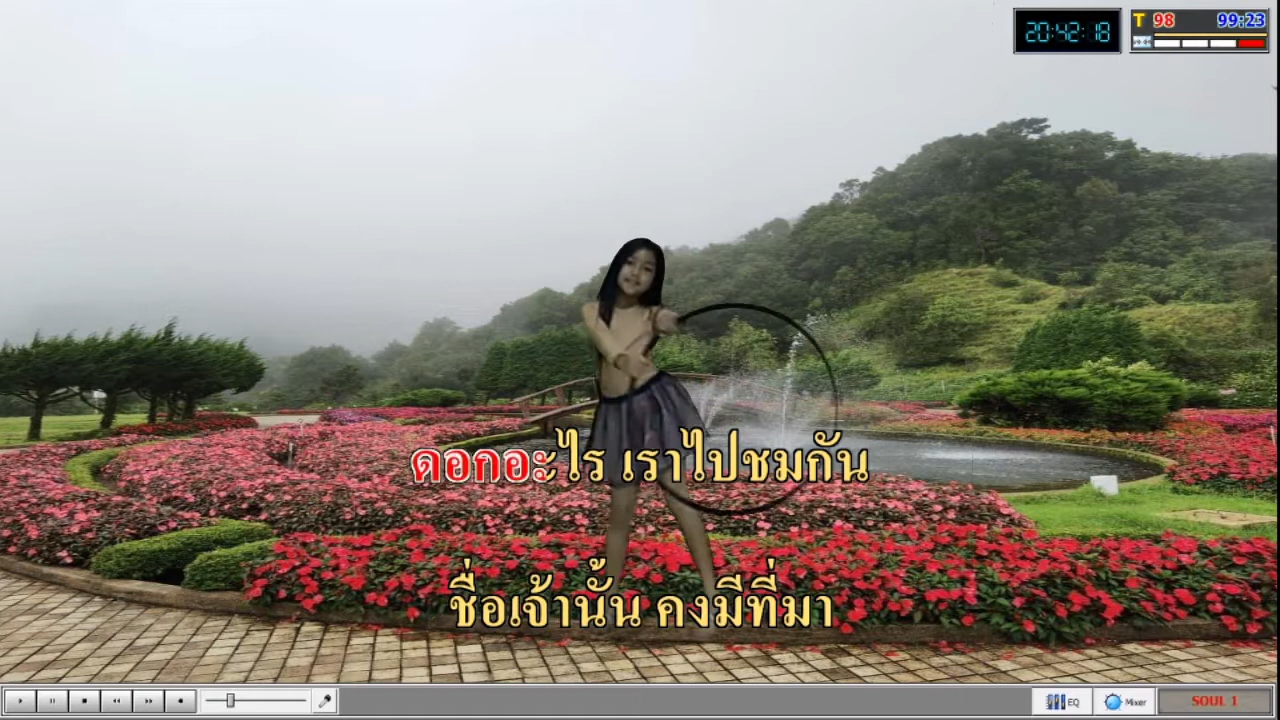 20:42:18
T 98 99:23
ดอกอะไร เราไปชมกัน
ชื่อเจ้านั้น คงมีที่มา
EQ
Mixer
SOUL 1